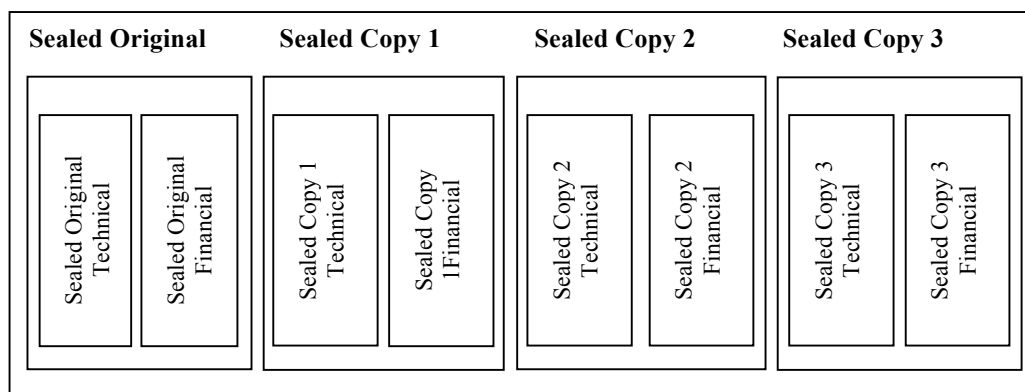 Sealed Original
Sealed Copy 1
Sealed Copy 2
Sealed Copy 3
Sealed Original
Technical
Sealed Original
Financial
Sealed Copy 1
Technical
Sealed Copy
1Financial
Sealed Copy 2
Technical
Sealed Copy 2
Financial
Sealed Copy 3
Technical
Sealed Copy 3
Financial